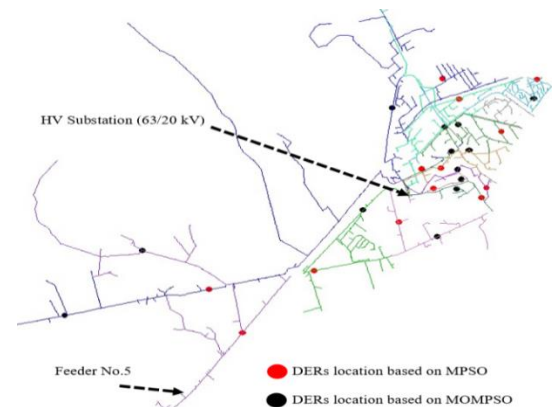 HV Substation (63/20 kV)
Feeder No.5
DERs location based on MPSO
DERs location based on MOMPSO